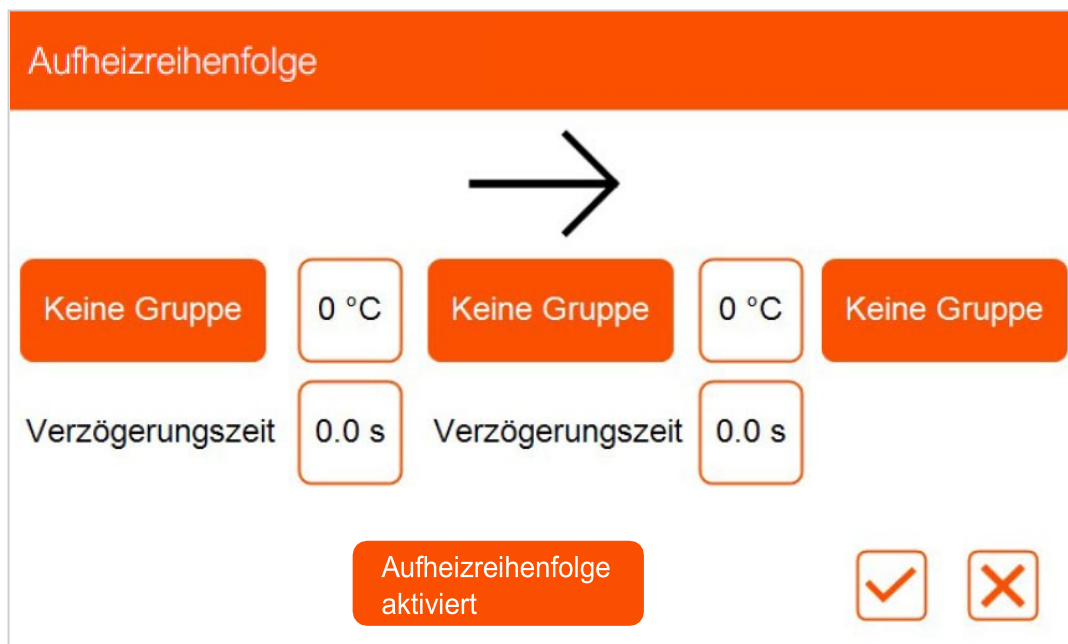 Aufheizreihenfolge
Keine Gruppe 0 °C Keine Gruppe 0 °C Keine Gruppe
Verzögerungszeit 0.0 s Verzögerungszeit 0.0 s
Aufheizreihenfolge
aktiviert